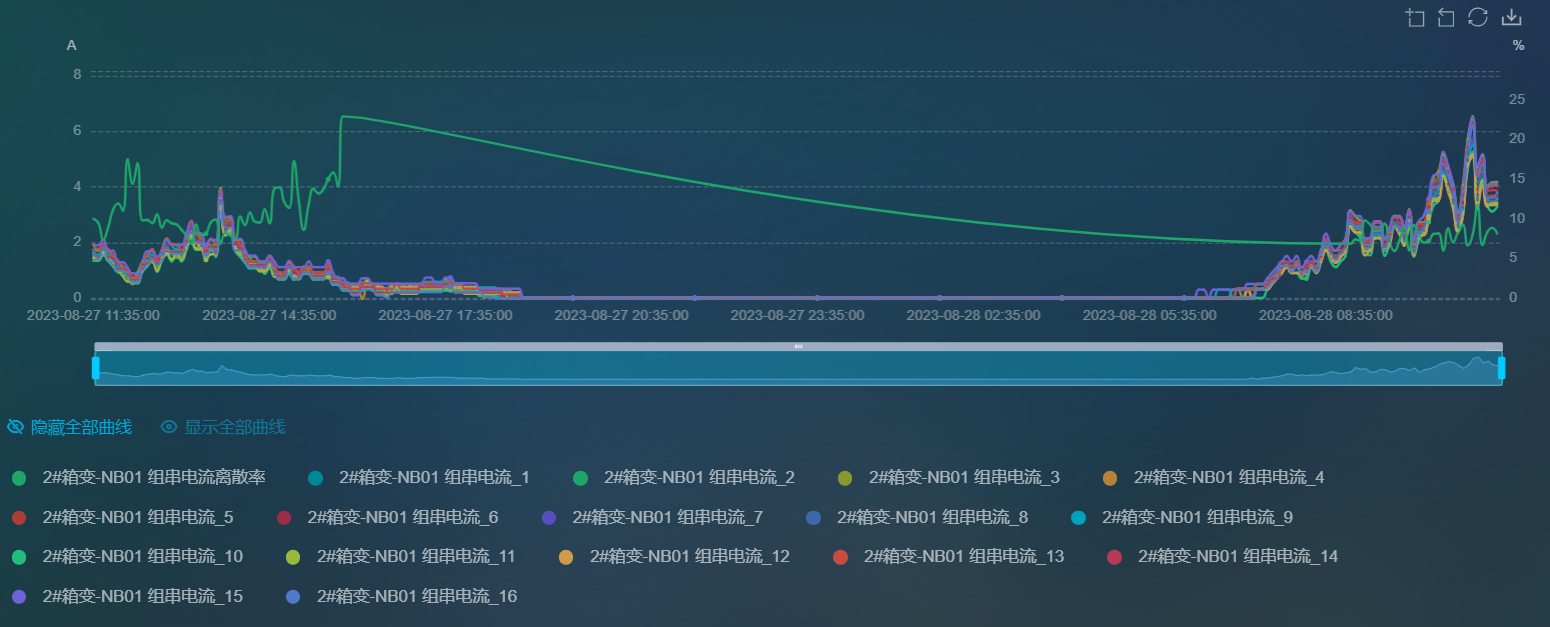 A %
8
6
4
2
0
25
20
15
10
5
0
2023-08-27 11:35:00 2023-08-27 14:35:00 2023-08-27 17:35:00 2023-08-27 20:35:00 2023-08-27 23:35:00 2023-08-28 02:35:00 2023-08-28 05:35:00 2023-08-28 08:35:00
隐藏全部曲线 显示全部曲线
2#箱变-NB01 组串电流离散率 2#箱变-NB01 组串电流_1 2#箱变-NB01 组串电流_2 2#箱变-NB01 组串电流_3 2#箱变-NB01 组串电流_4
2#箱变-NB01 组串电流_5 2#箱变-NB01 组串电流_6 2#箱变-NB01 组串电流_7 2#箱变-NB01 组串电流_8 2#箱变-NB01 组串电流_9
2#箱变-NB01 组串电流_10 2#箱变-NB01 组串电流_11 2#箱变-NB01 组串电流_12 2#箱变-NB01 组串电流_13 2#箱变-NB01 组串电流_14
2#箱变-NB01 组串电流_15 2#箱变-NB01 组串电流_16